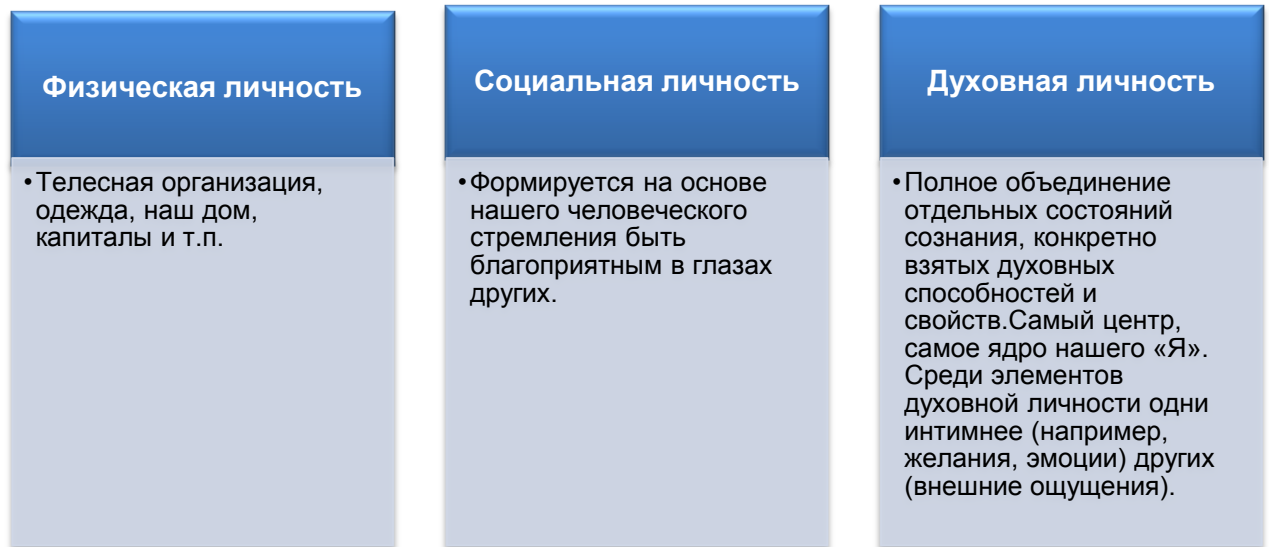 Физическая личность
•Телесная организация,
одежда, наш дом,
капиталы и т.п.
Социальная личность
•Формируется на основе
нашего человеческого
стремления быть
благоприятным в глазах
других.
Духовная личность
•Полное объединение
отдельных состояний
сознания, конкретно
взятых духовных
способностей и
свойств.Самый центр,
самое ядро нашего «Я».
Среди элементов
духовной личности одни
интимнее (например,
желания, эмоции) других
(внешние ощущения).